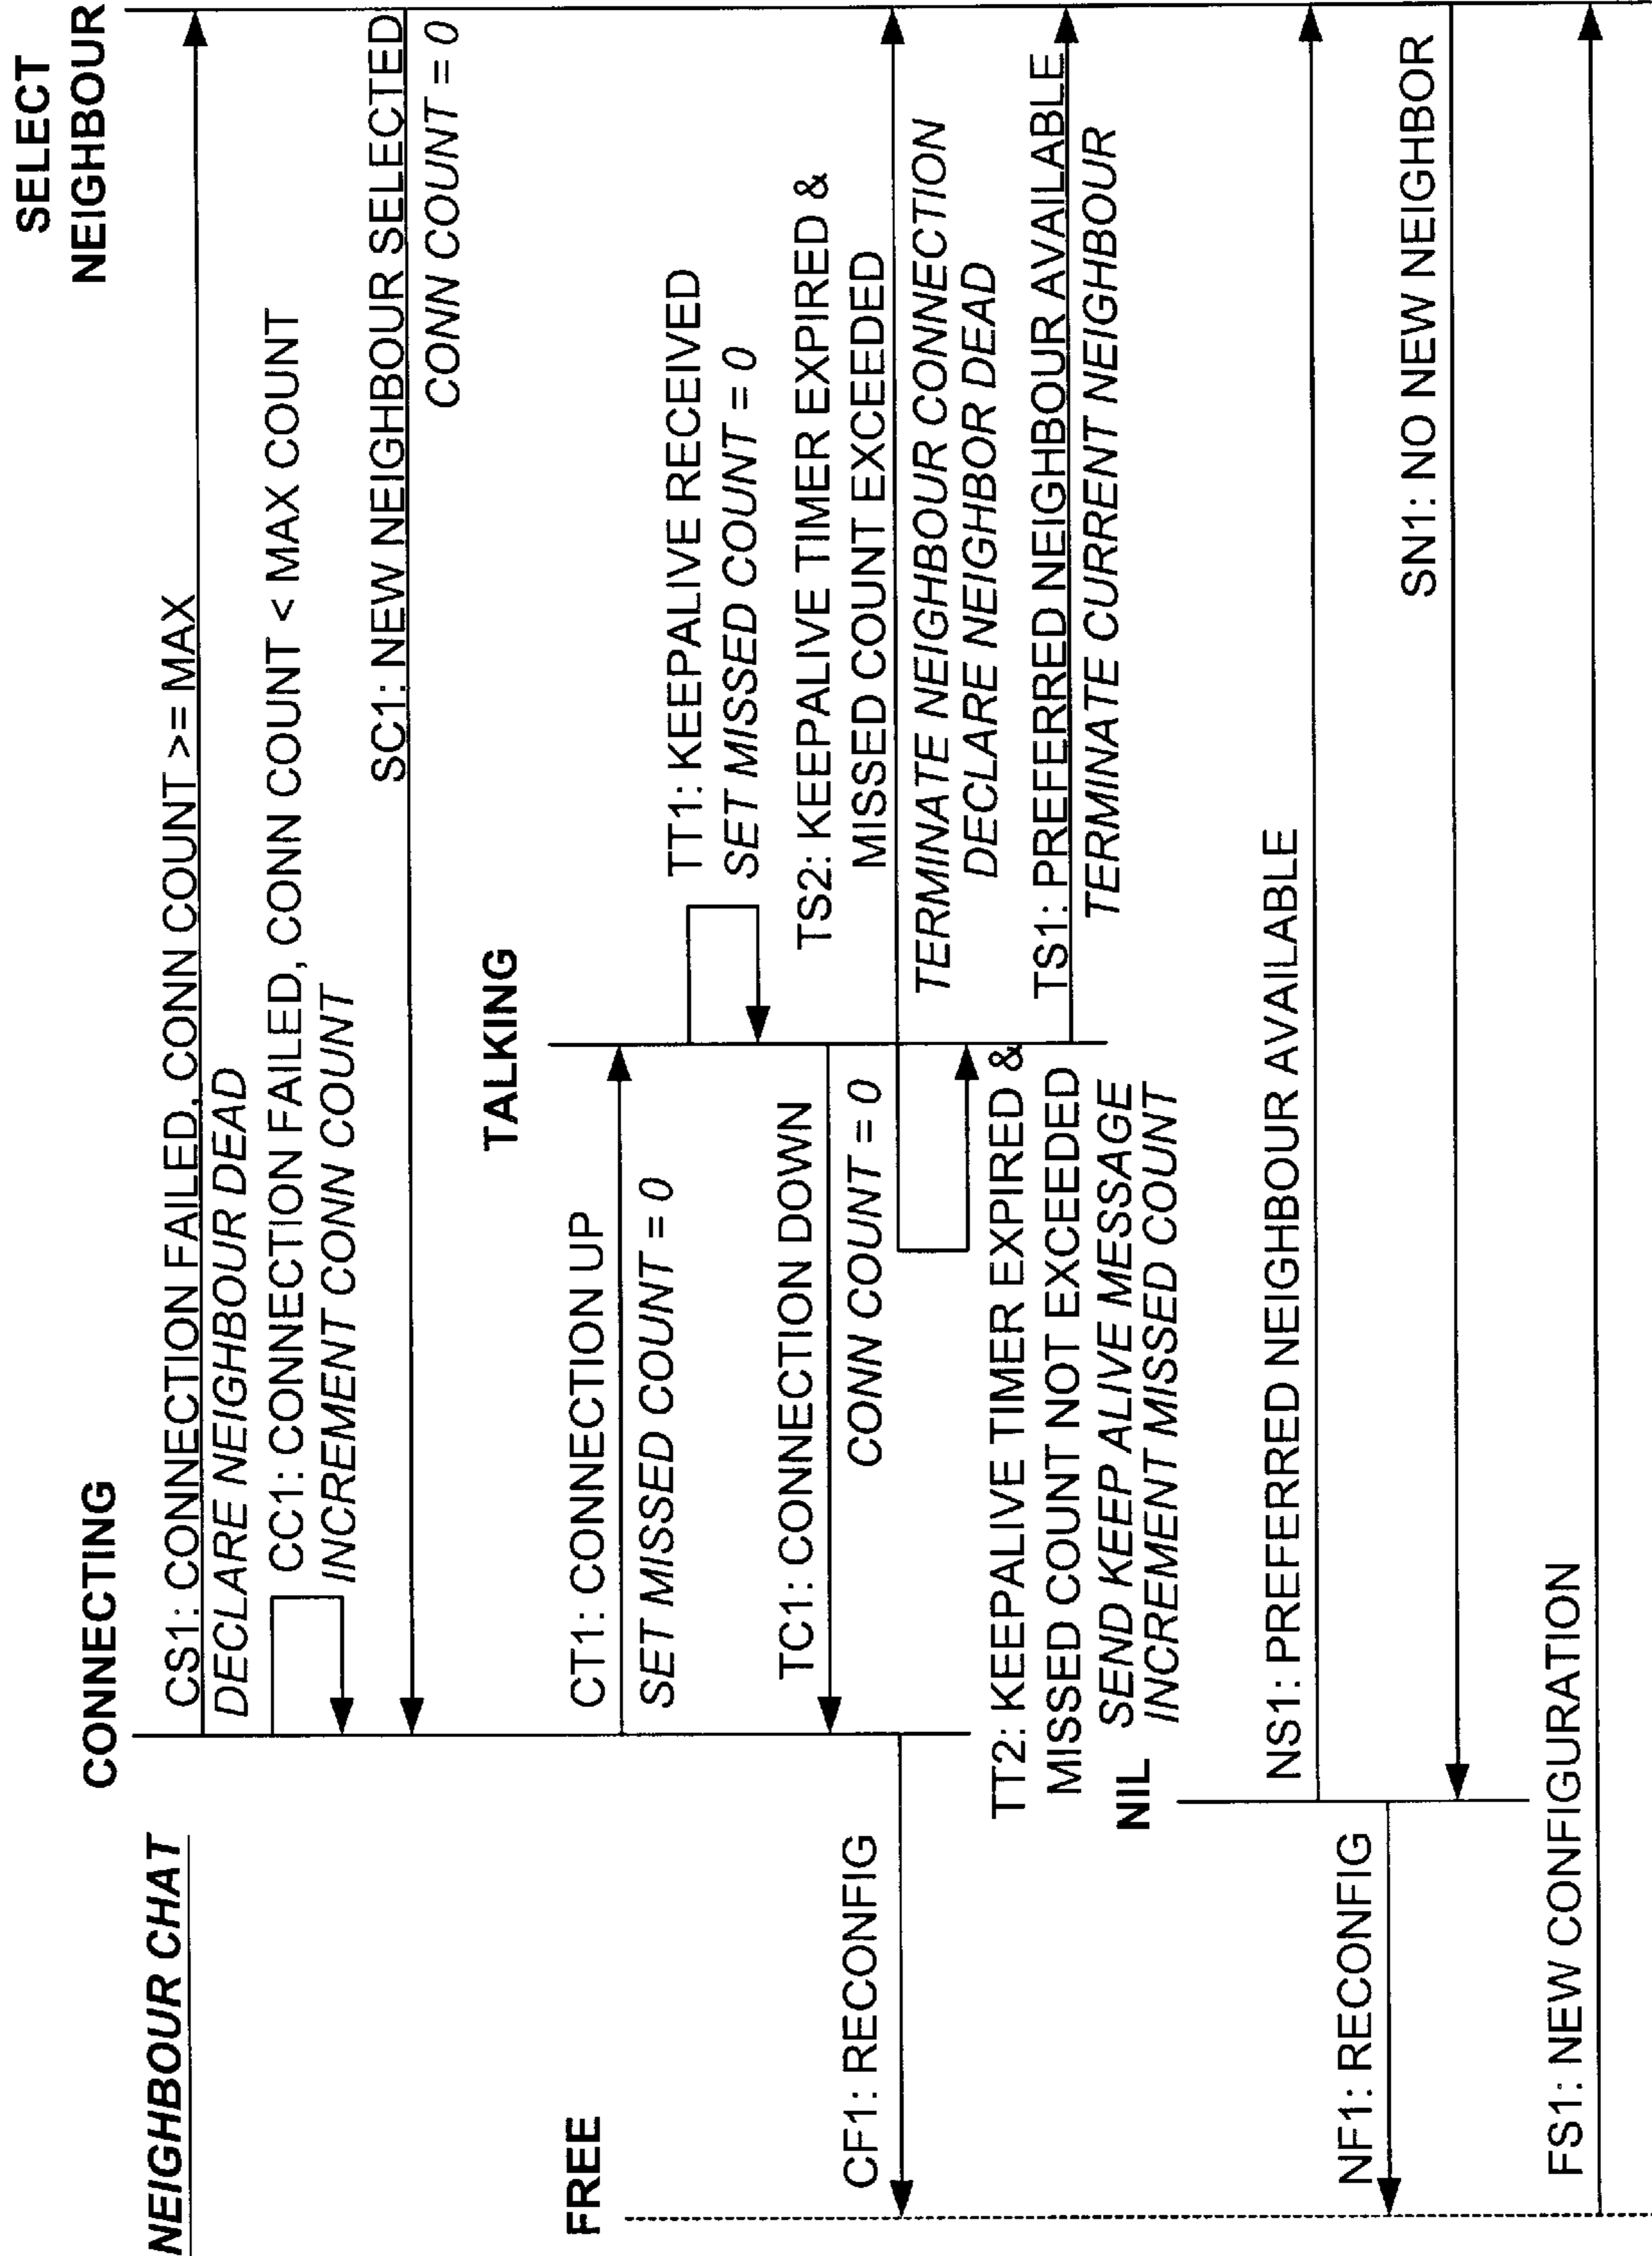 NEIGHBOUR CHAT
CONNECTING
SELECT
NEIGHBOUR
CS1: CONNECTION FAILED, CONN COUNT >= MAX
DECLARE NEIGHBOUR DEAD
CC1: CONNECTION FAILED, CONN COUNT < MAX COUNT
INCREMENT CONN COUNT
SC1: NEW NEIGHBOUR SELECTED
CONN COUNT = 0
TALKING
FREE
CT1: CONNECTION UP
SET MISSED COUNT = 0
TT1: KEEPALIVE RECEIVED
SET MISSED COUNT = 0
TC1: CONNECTION DOWN
CONN COUNT = 0
TS2: KEEPALIVE TIMER EXPIRED &
MISSED COUNT EXCEEDED
TERMINATE NEIGHBOUR CONNECTION
DECLARE NEIGHBOR DEAD
CF1: RECONFIG
TT2: KEEPALIVE TIMER EXPIRED &
MISSED COUNT NOT EXCEEDED
SEND KEEP ALIVE MESSAGE
INCREMENT MISSED COUNT
TS1: PREFERRED NEIGHBOUR AVAILABLE
TERMINATE CURRENT NEIGHBOUR
NIL
NS1: PREFERRED NEIGHBOUR AVAILABLE
NF1: RECONFIG
SN1: NO NEW NEIGHBOR
FS1: NEW CONFIGURATION